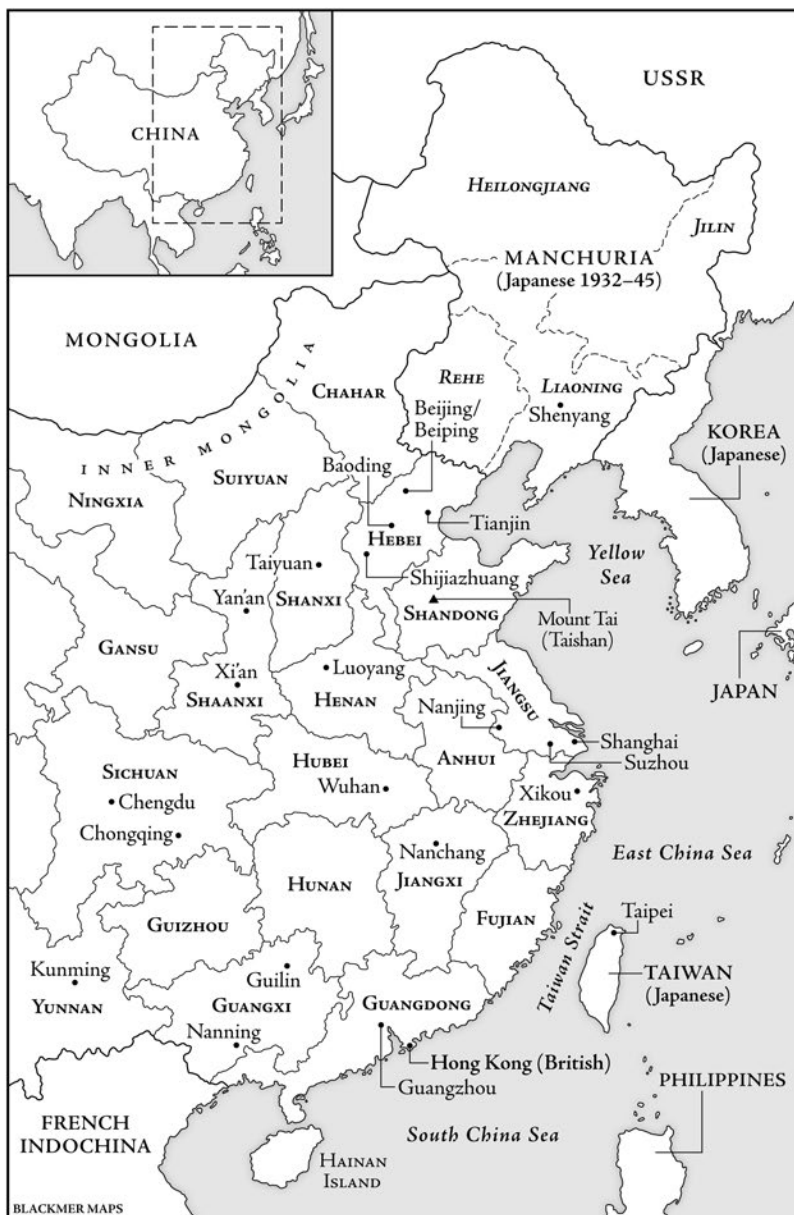 CHINA
USSR
HEILONGJIANG
JILIN
MANCHURIA
(Japanese 1932–45)
MONGOLIA
INNER MONGOLIA
CHAHAR
REHE
LIAONING
Shenyang
Beijing/
Beiping
KOREA
(Japanese)
Baoding
SUIYUAN
NINGXIA
Tianjin
HEBEI
Yellow
Sea
Taiyuan
Shijiazhuang
Yan’an
SHANXI
SHANDONG
Mount Tai
(Taishan)
GANSU
Xi’an
SHAANXI
Luoyang
HENAN
JIANGSU
JAPAN
Nanjing
Shanghai
Suzhou
ANHUI
HUBEI
Wuhan
SICHUAN
Chengdu
Chongqing
Xikou
ZHEJIANG
Nanchang
JIANGXI
East China Sea
HUNAN
GUIZHOU
FUJIAN
Taiwan Strait
Taipei
TAIWAN
(Japanese)
Kunming
YUNNAN
Guilin
GUANGXI
Nanning
GUANGDONG
Hong Kong (British)
Guangzhou
PHILIPPINES
FRENCH
INDOCHINA
South China Sea
HAINAN
ISLAND
BLACKMER MAPS